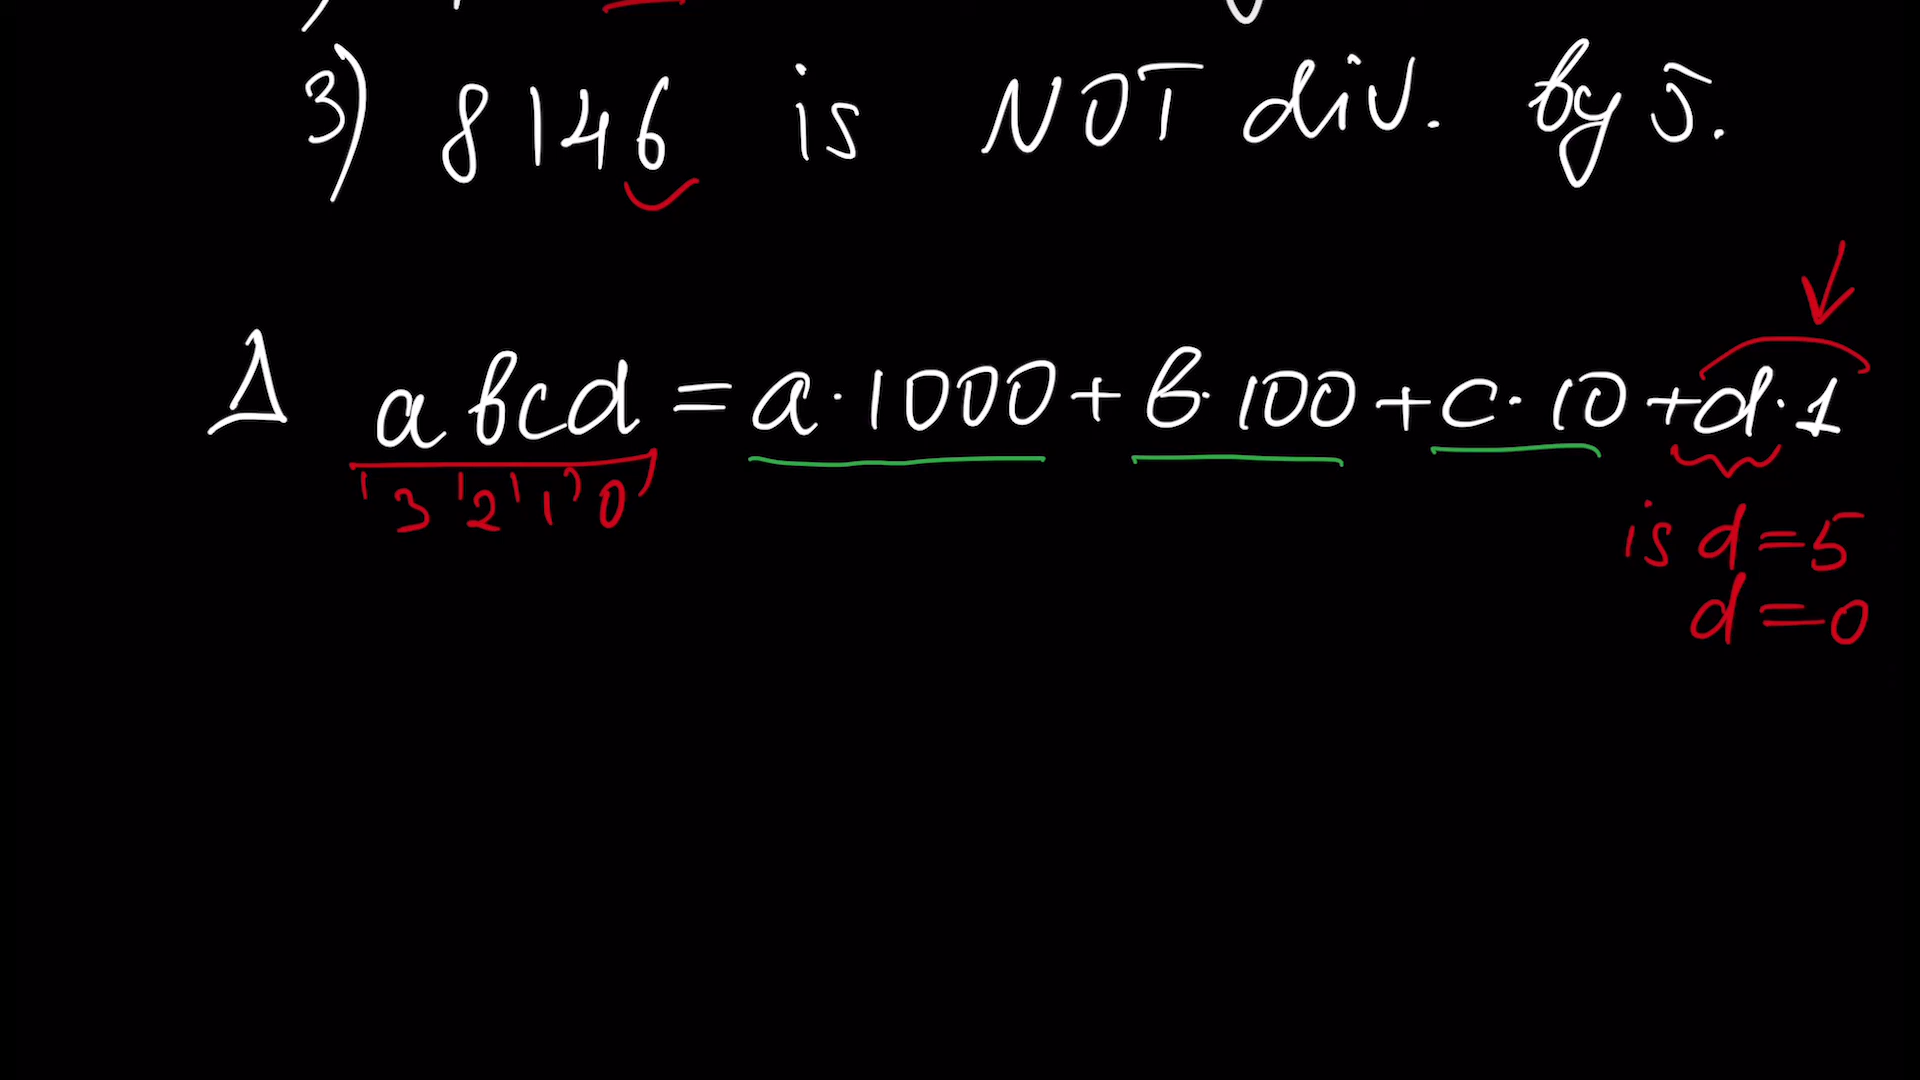 3) 8146 is NOT div. by 5.
Δ abcd = a·1000 + b·100 + c·10 + d·1
3 2 1 0
is d=5
d=0